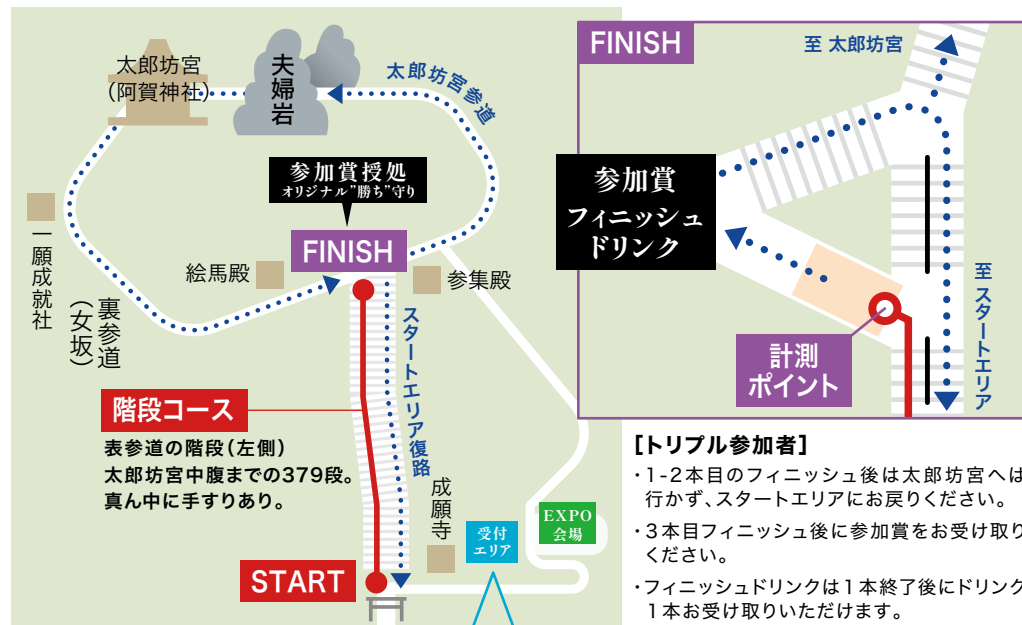 太郎坊宮
（阿賀神社）
夫婦岩
太郎坊宮参道
参加賞授処
オリジナル”勝ち”守り
FINISH
絵馬殿
参集殿
一願成就社
裏参道
（女坂）
階段コース
表参道の階段（左側）
太郎坊宮中腹までの379段。
真ん中に手すりあり。
スタートエリア復路
成願寺
受付
エリア
EXPO
会場
START
FINISH
至 太郎坊宮
参加賞
フィニッシュ
ドリンク
計測
ポイント
至 スタートエリア
［トリプル参加者］
・1-2本目のフィニッシュ後は太郎坊宮へは
行かず、スタートエリアにお戻りください。
・3本目フィニッシュ後に参加賞をお受け取り
ください。
・フィニッシュドリンクは1本終了後にドリンク
1本お受け取りいただけます。